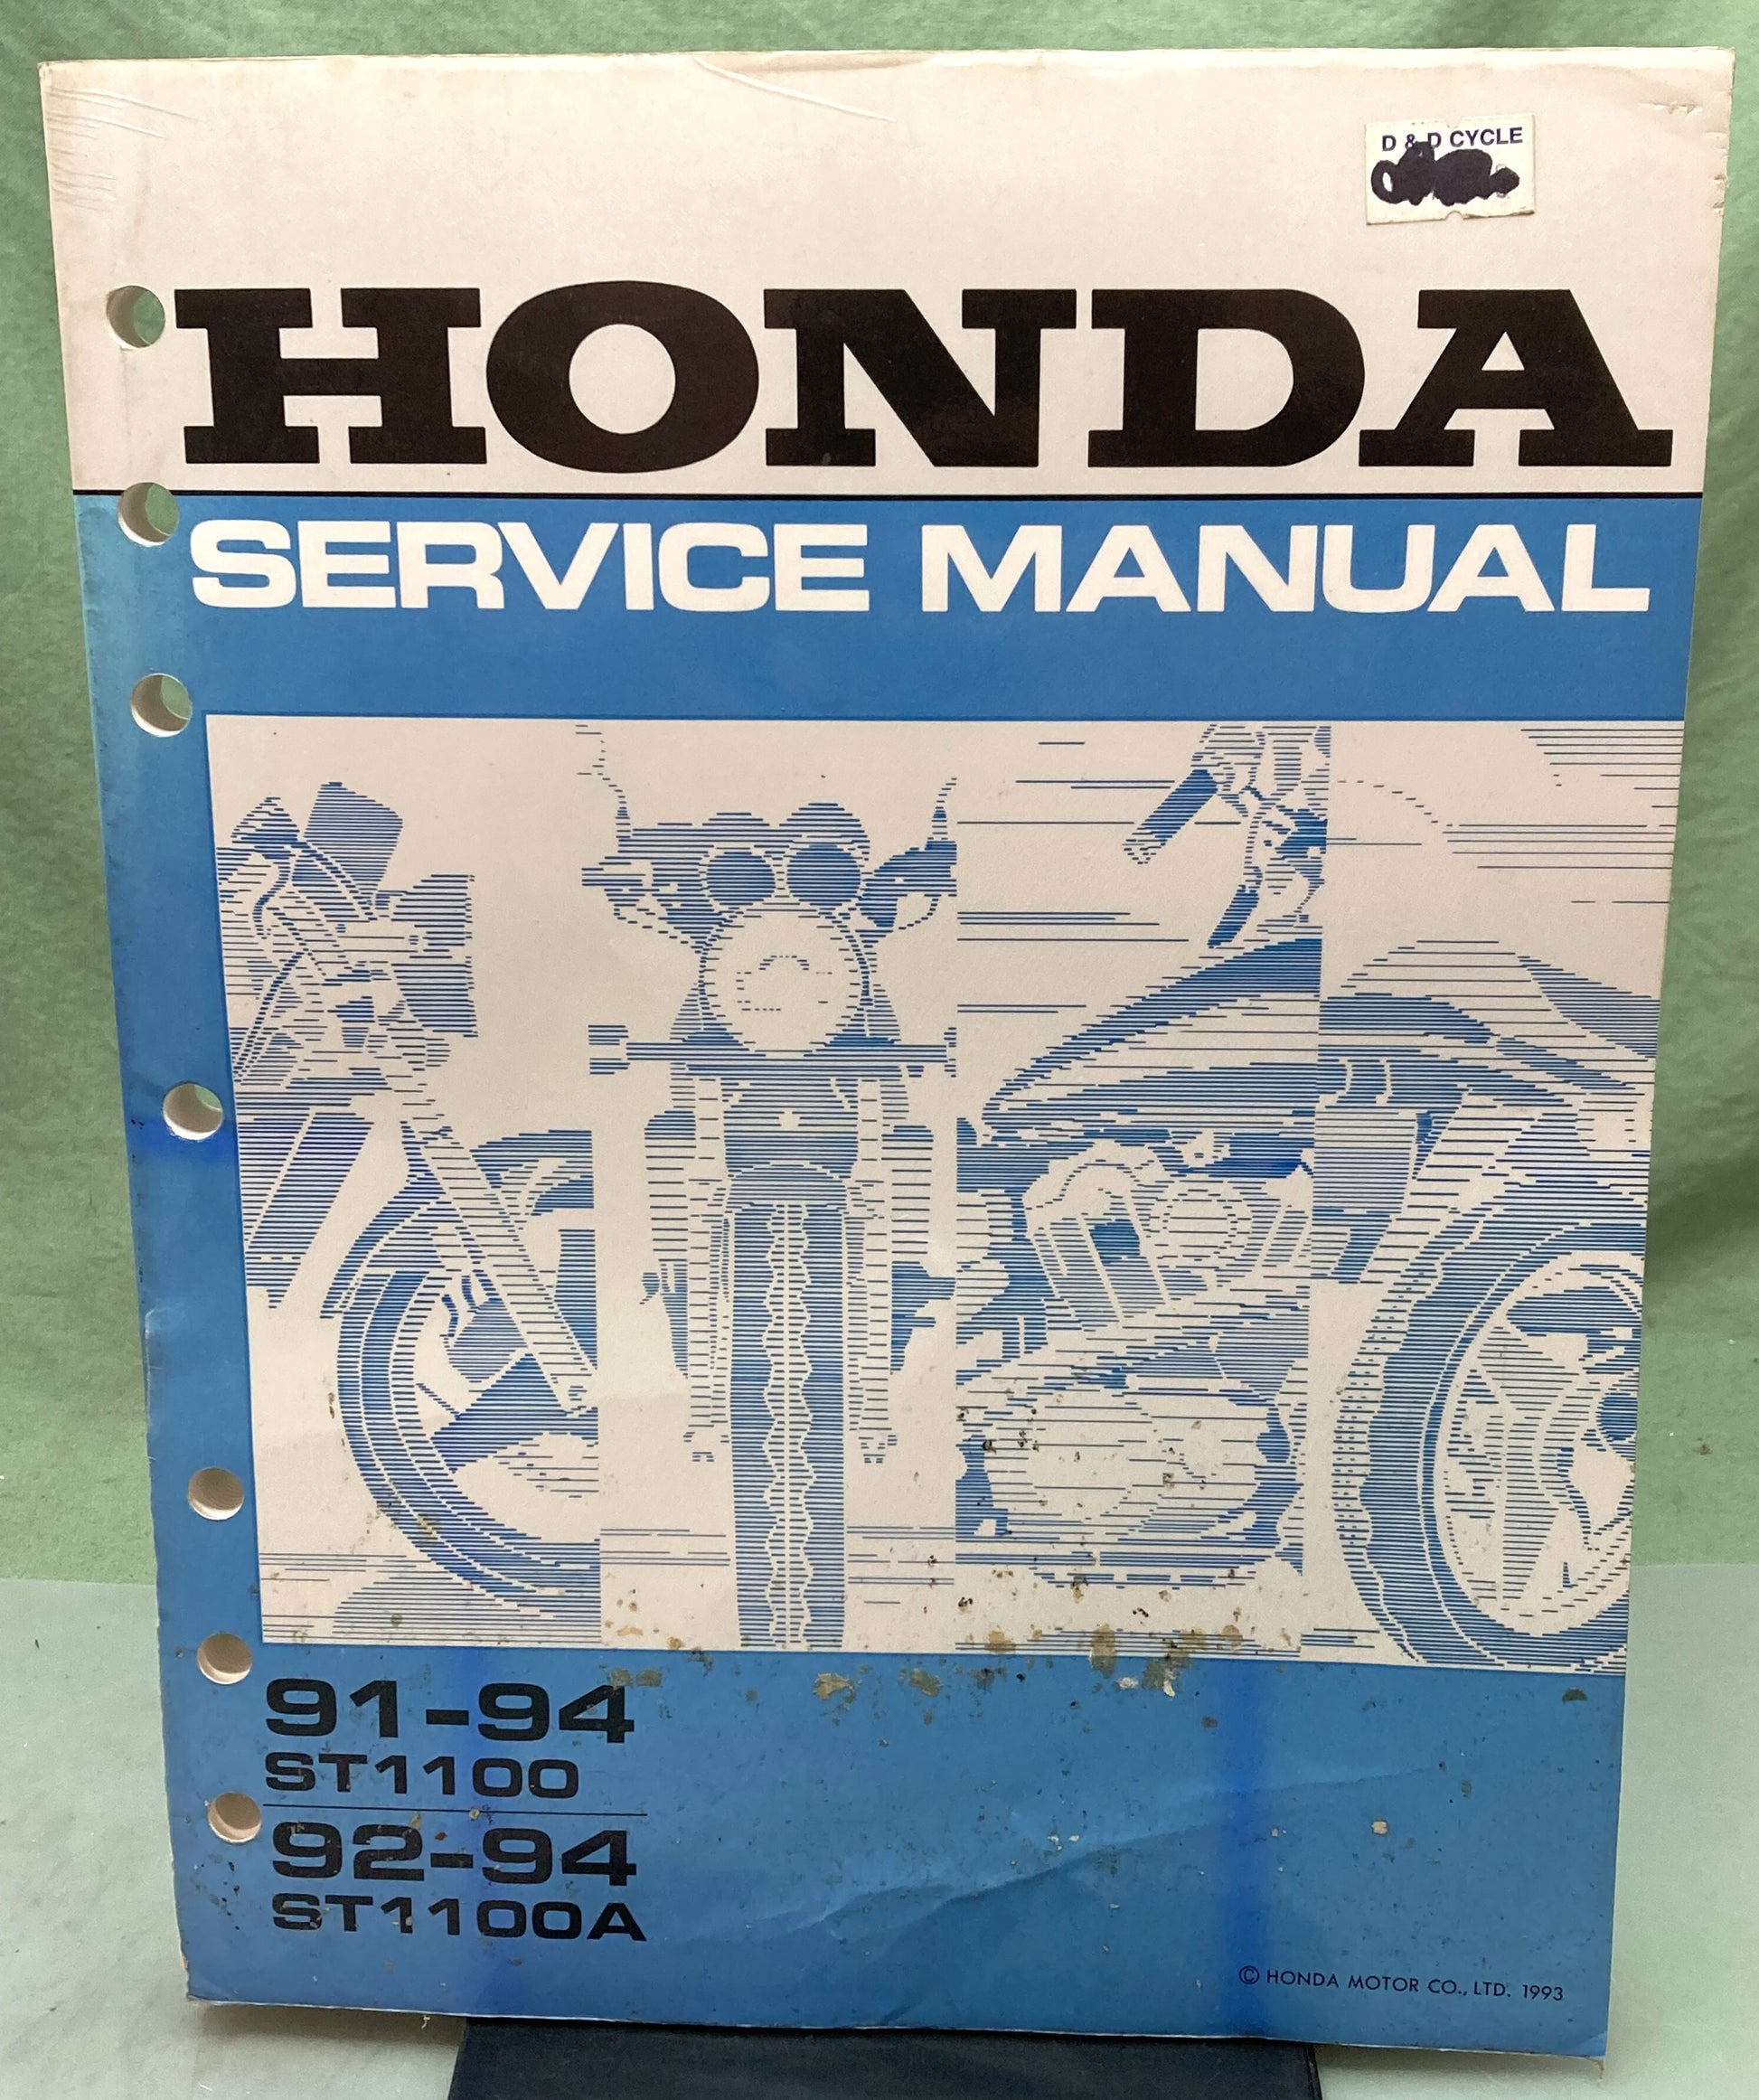 D & D CYCLE
HONDA
SERVICE MANUAL
91-94
ST1100
92-94
ST1100A
© HONDA MOTOR CO., LTD. 1993